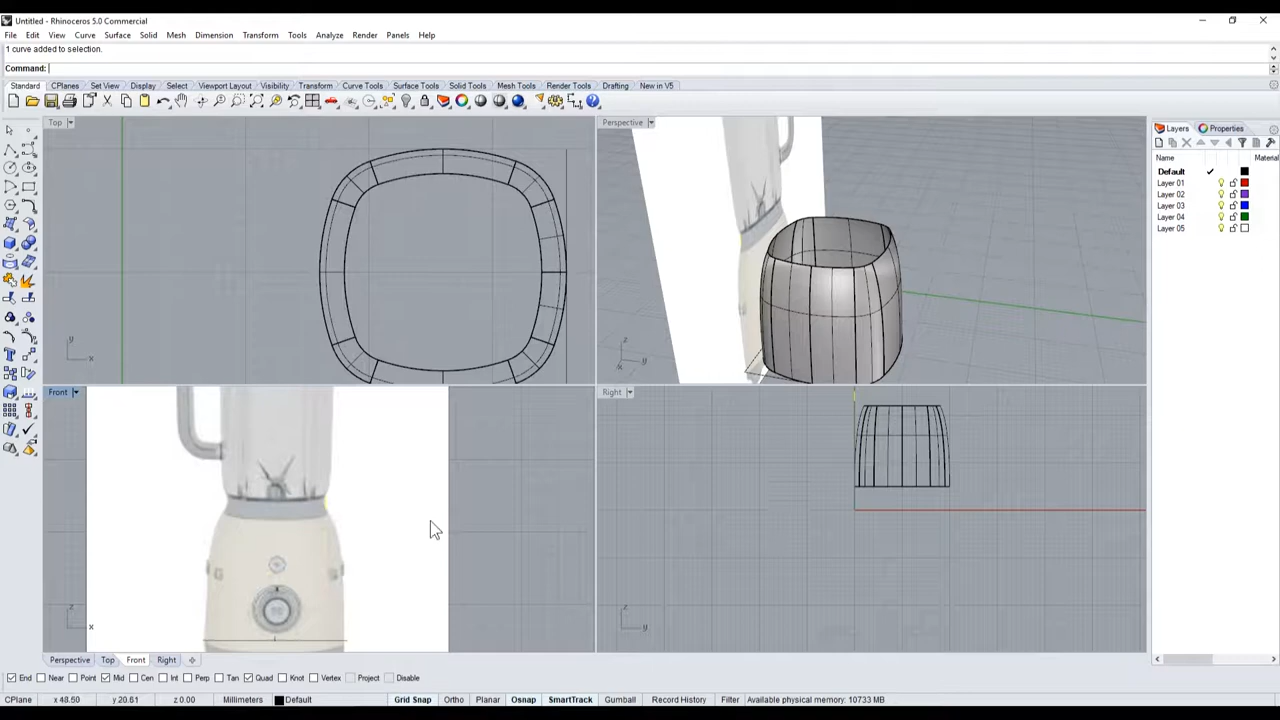 Untitled - Rhinoceros 5.0 Commercial
File Edit View Curve Surface Solid Mesh Dimension Transform Tools Analyze Render Panels Help
1 curve added to selection.
Command:
Standard CPlanes Set View Display Select Viewport Layout Visibility Transform Curve Tools Surface Tools Solid Tools Mesh Tools Render Tools Drafting New in V5
Top
Perspective
Layers Properties
Name Material
Default
Layer 01
Layer 02
Layer 03
Layer 04
Layer 05
y
x
z
x
y
Front
Right
z
x
z
y
Perspective Top Front Right
End Near Point Mid Cen Int Perp Tan Quad Knot Vertex Project Disable
CPlane x 48.50 y 20.61 z 0.00 Millimeters Default Grid Snap Ortho Planar Osnap SmartTrack Gumball Record History Filter Available physical memory: 10733 MB